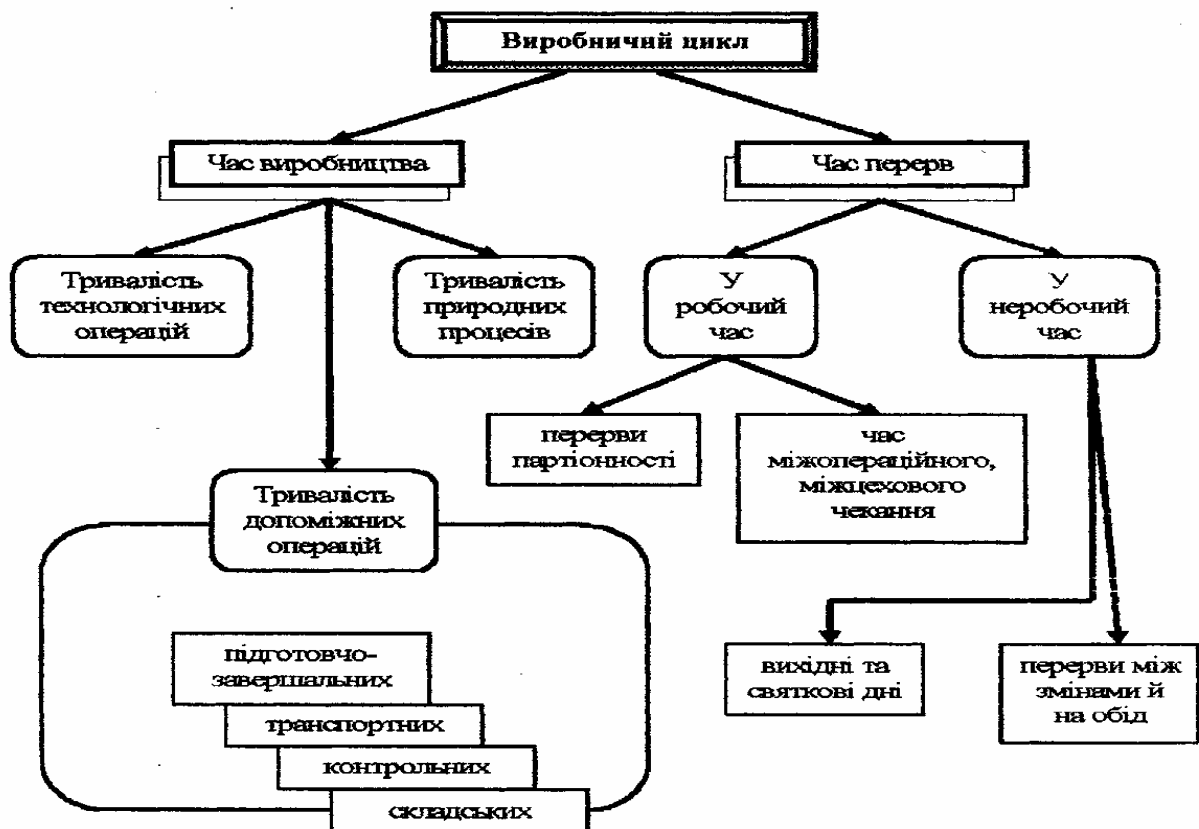 Виробничий цикл
Час виробництва
Час перерв
Тривалість
технологічних
операцій
Тривалість
природних
процесів
У
робочий
час
У
неробочий
час
перерви
партіонності
час
міжопераційного,
міжцехового
чекання
Тривалість
допоміжних
операцій
підготовчо-
завершальних
транспортних
контрольних
складських
вихідні та
святкові дні
перерви між
змінами й
на обід